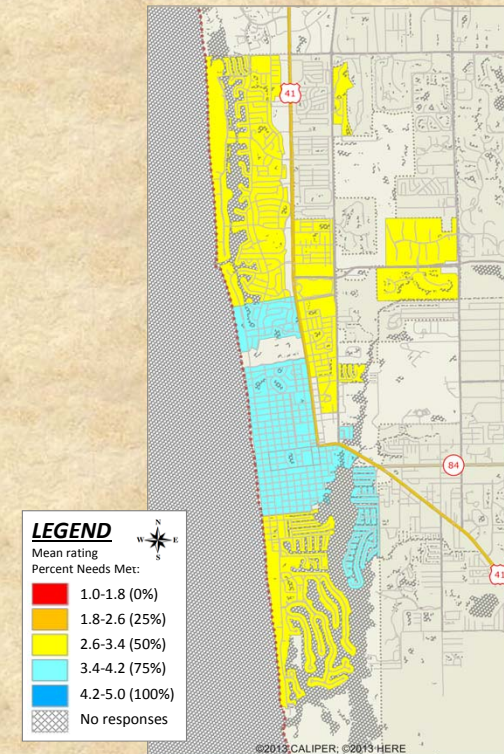 41
84
41
LEGEND
N
W E
S
Mean rating
Percent Needs Met:
1.0-1.8 (0%)
1.8-2.6 (25%)
2.6-3.4 (50%)
3.4-4.2 (75%)
4.2-5.0 (100%)
No responses
©2013 CALIPER; ©2013 HERE